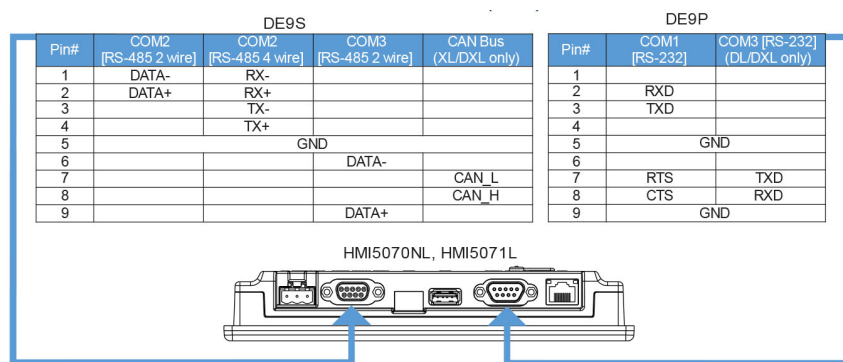 DE9S
Pin# COM2 [RS-485 2 wire] COM2 [RS-485 4 wire] COM3 [RS-485 2 wire] CAN Bus (XL/DXL only)
1 DATA- RX-
2 DATA+ RX+
3 TX-
4 TX+
5 GND
6 DATA-
7 CAN_L
8 CAN_H
9 DATA+
DE9P
Pin# COM1 [RS-232] COM3 [RS-232] (DL/DXL only)
1
2 RXD
3 TXD
4
5 GND
6
7 RTS TXD
8 CTS RXD
9 GND
HMI5070NL, HMI5071L